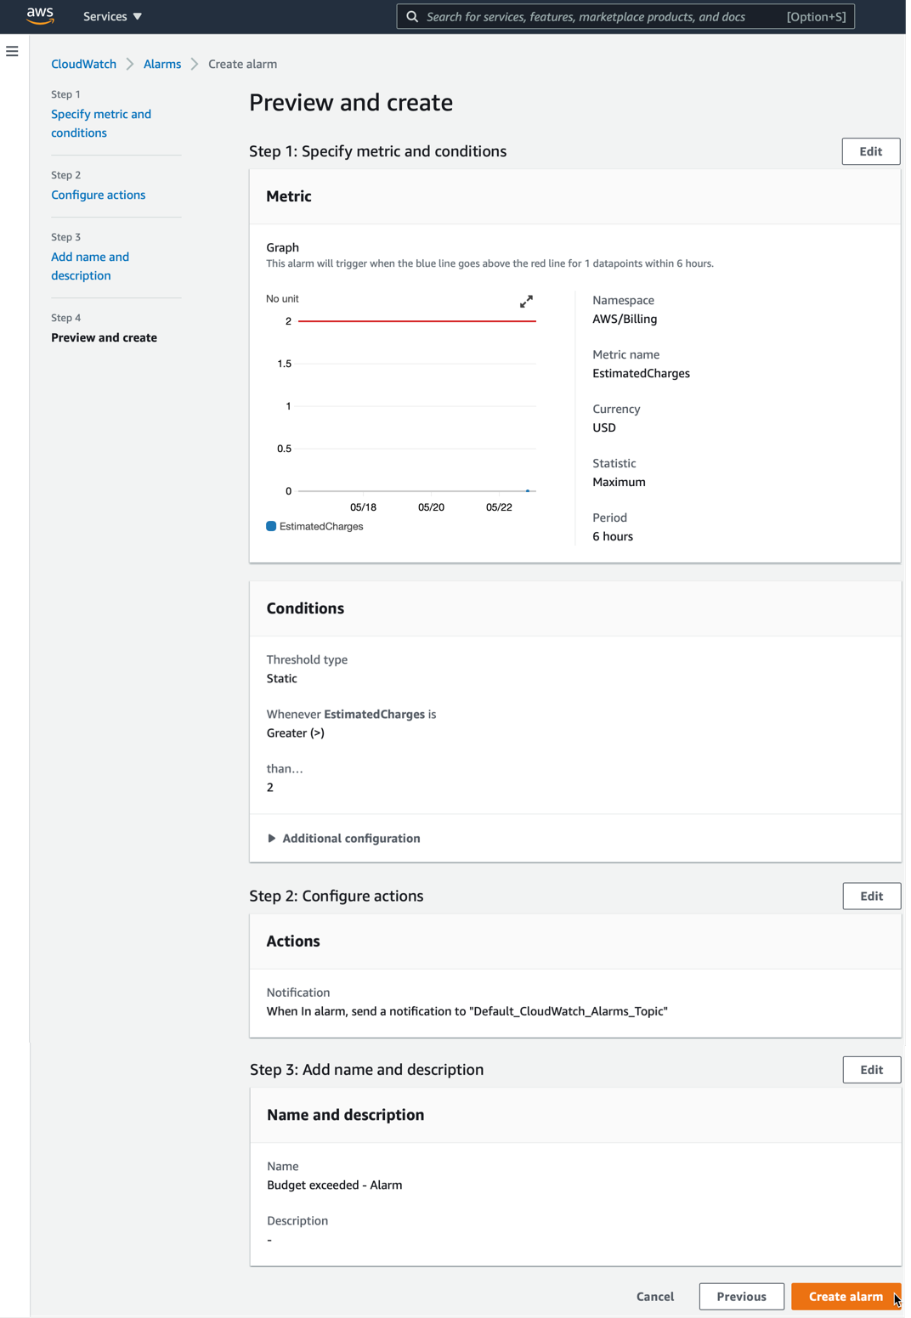 aws
Services ▼
Search for services, features, marketplace products, and docs [Option+S]
CloudWatch > Alarms > Create alarm
Step 1
Specify metric and
conditions
Step 2
Configure actions
Step 3
Add name and
description
Step 4
Preview and create
Preview and create
Step 1: Specify metric and conditions
Edit
Metric
Graph
This alarm will trigger when the blue line goes above the red line for 1 datapoints within 6 hours.
No unit
2
1.5
1
0.5
0
05/18 05/20 05/22
EstimatedCharges
Namespace
AWS/Billing
Metric name
EstimatedCharges
Currency
USD
Statistic
Maximum
Period
6 hours
Conditions
Threshold type
Static
Whenever EstimatedCharges is
Greater (>)
than...
2
Additional configuration
Step 2: Configure actions
Edit
Actions
Notification
When In alarm, send a notification to "Default_CloudWatch_Alarms_Topic"
Step 3: Add name and description
Edit
Name and description
Name
Budget exceeded - Alarm
Description
-
Cancel
Previous
Create alarm